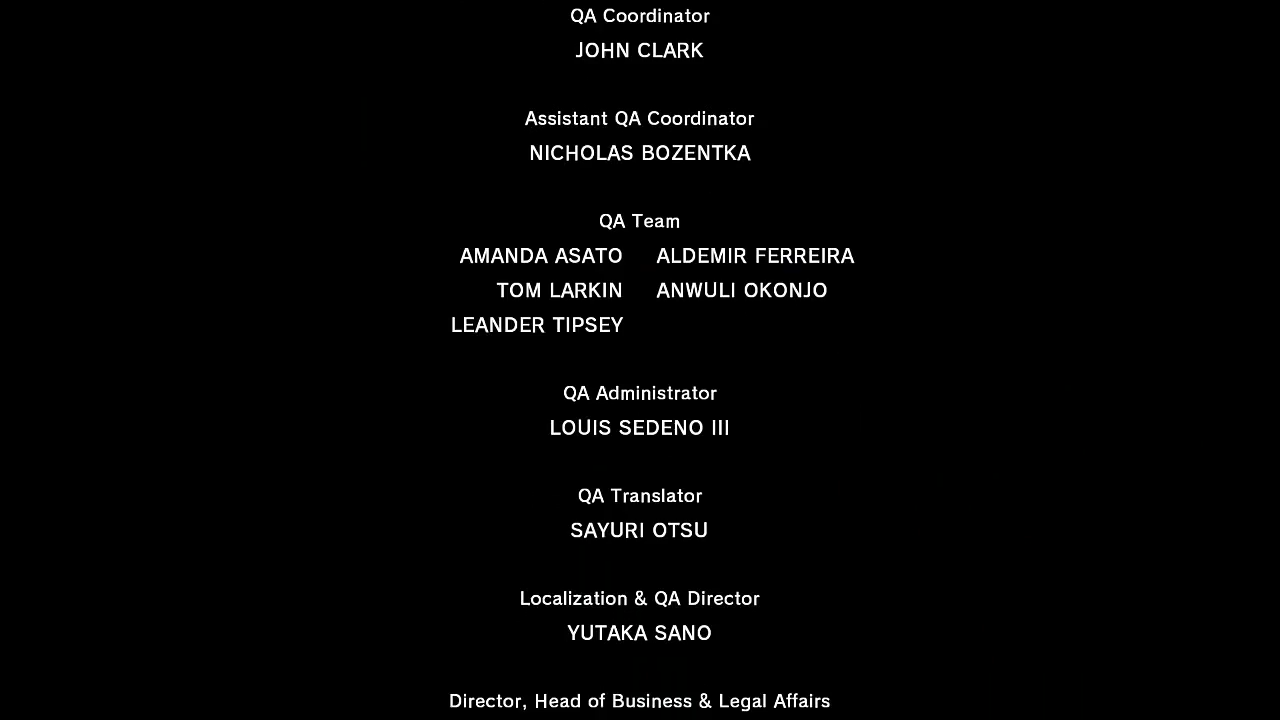 QA Coordinator
JOHN CLARK
Assistant QA Coordinator
NICHOLAS BOZENTKA
QA Team
AMANDA ASATO ALDEMIR FERREIRA
TOM LARKIN ANWULI OKONJO
LEANDER TIPSEY
QA Administrator
LOUIS SEDENO III
QA Translator
SAYURI OTSU
Localization & QA Director
YUTAKA SANO
Director, Head of Business & Legal Affairs